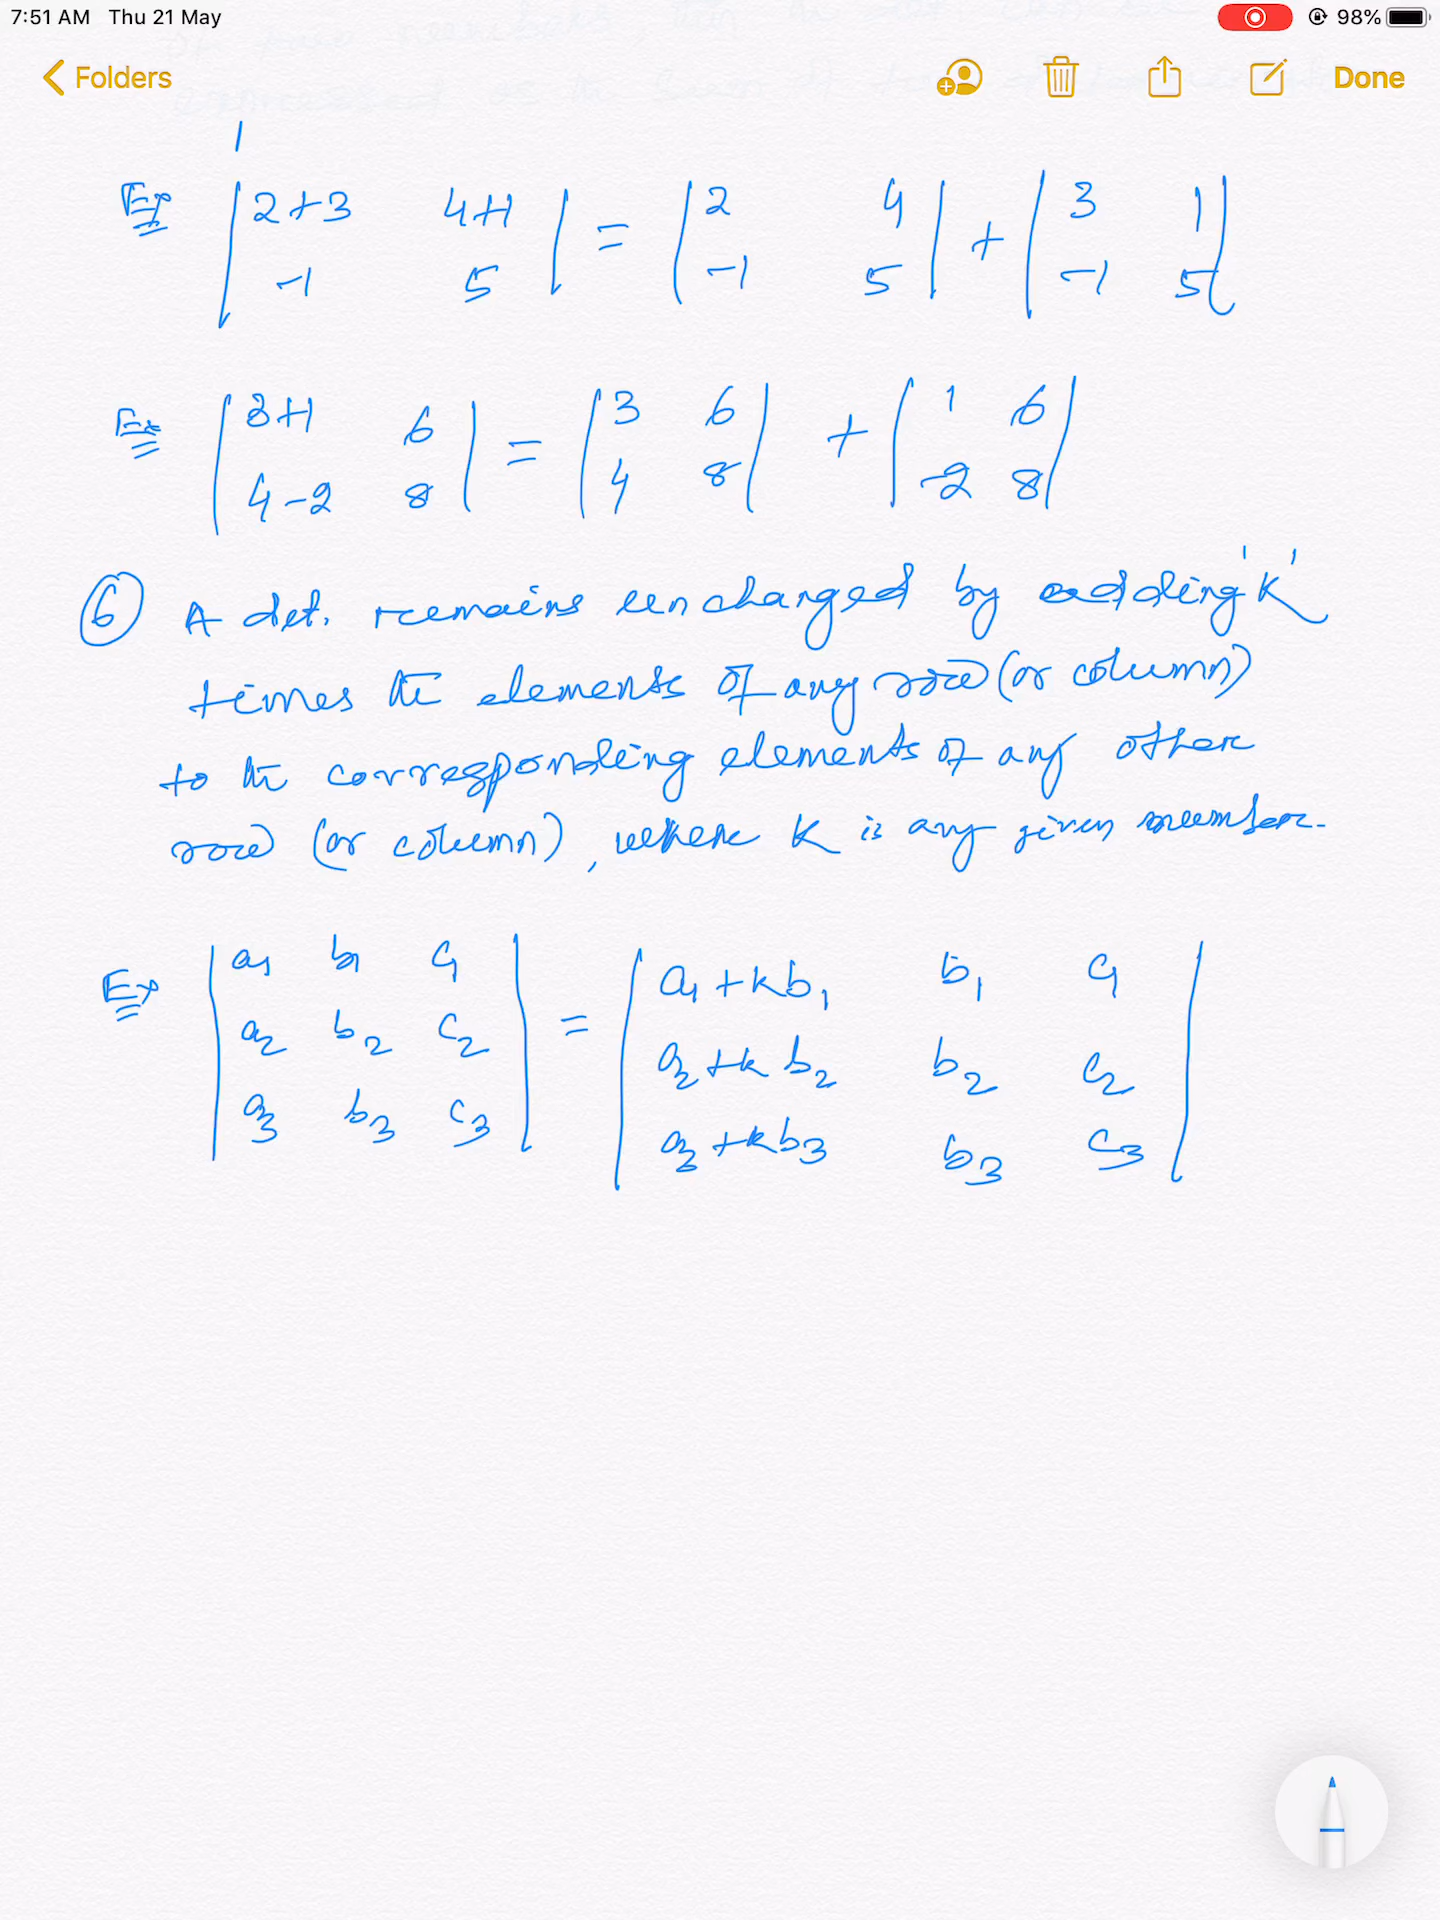 7:51 AM Thu 21 May 98%
Folders Done
Ex |2+3 4+1| = |2 4| + |3 1|
|-1 5| |-1 5| |-1 5|
Ex |3+1 6| = |3 6| + |1 6|
|4-2 8| |4 8| |-2 8|
6 A det. remains unchanged by adding 'K'
times the elements of any row (or column)
to the corresponding elements of any other
row (or column), where K is any given number.
Ex |a1 b1 c1| = |a1+kb1 b1 c1|
|a2 b2 c2| |a2+kb2 b2 c2|
|a3 b3 c3| |a3+kb3 b3 c3|